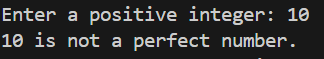 Enter a positive integer: 10
10 is not a perfect number.